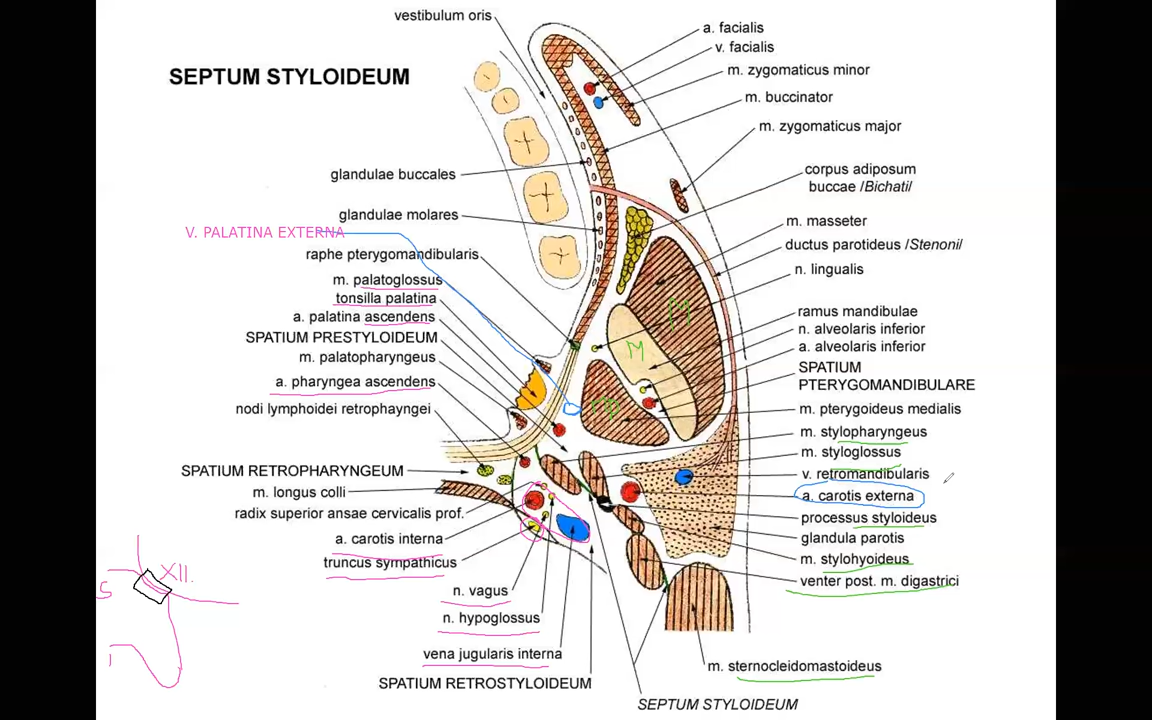 vestibulum oris
SEPTUM STYLOIDEUM
glandulae buccales
glandulae molares
V. PALATINA EXTERNA
raphe pterygomandibularis
m. palatoglossus
tonsilla palatina
a. palatina ascendens
SPATIUM PRESTYLOIDEUM
m. palatopharyngeus
a. pharyngea ascendens
nodi lymphoidei retrophayngei
SPATIUM RETROPHARYNGEUM
m. longus colli
radix superior ansae cervicalis prof.
a. carotis interna
truncus sympathicus
n. vagus
n. hypoglossus
vena jugularis interna
SPATIUM RETROSTYLOIDEUM
XII.
S
a. facialis
v. facialis
m. zygomaticus minor
m. buccinator
m. zygomaticus major
corpus adiposum
buccae /Bichati/
m. masseter
ductus parotideus /Stenoni/
n. lingualis
ramus mandibulae
n. alveolaris inferior
a. alveolaris inferior
SPATIUM
PTERYGOMANDIBULARE
m. pterygoideus medialis
m. stylopharyngeus
m. styloglossus
v. retromandibularis
a. carotis externa
processus styloideus
glandula parotis
m. stylohyoideus
venter post. m. digastrici
m. sternocleidomastoideus
SEPTUM STYLOIDEUM
M
M